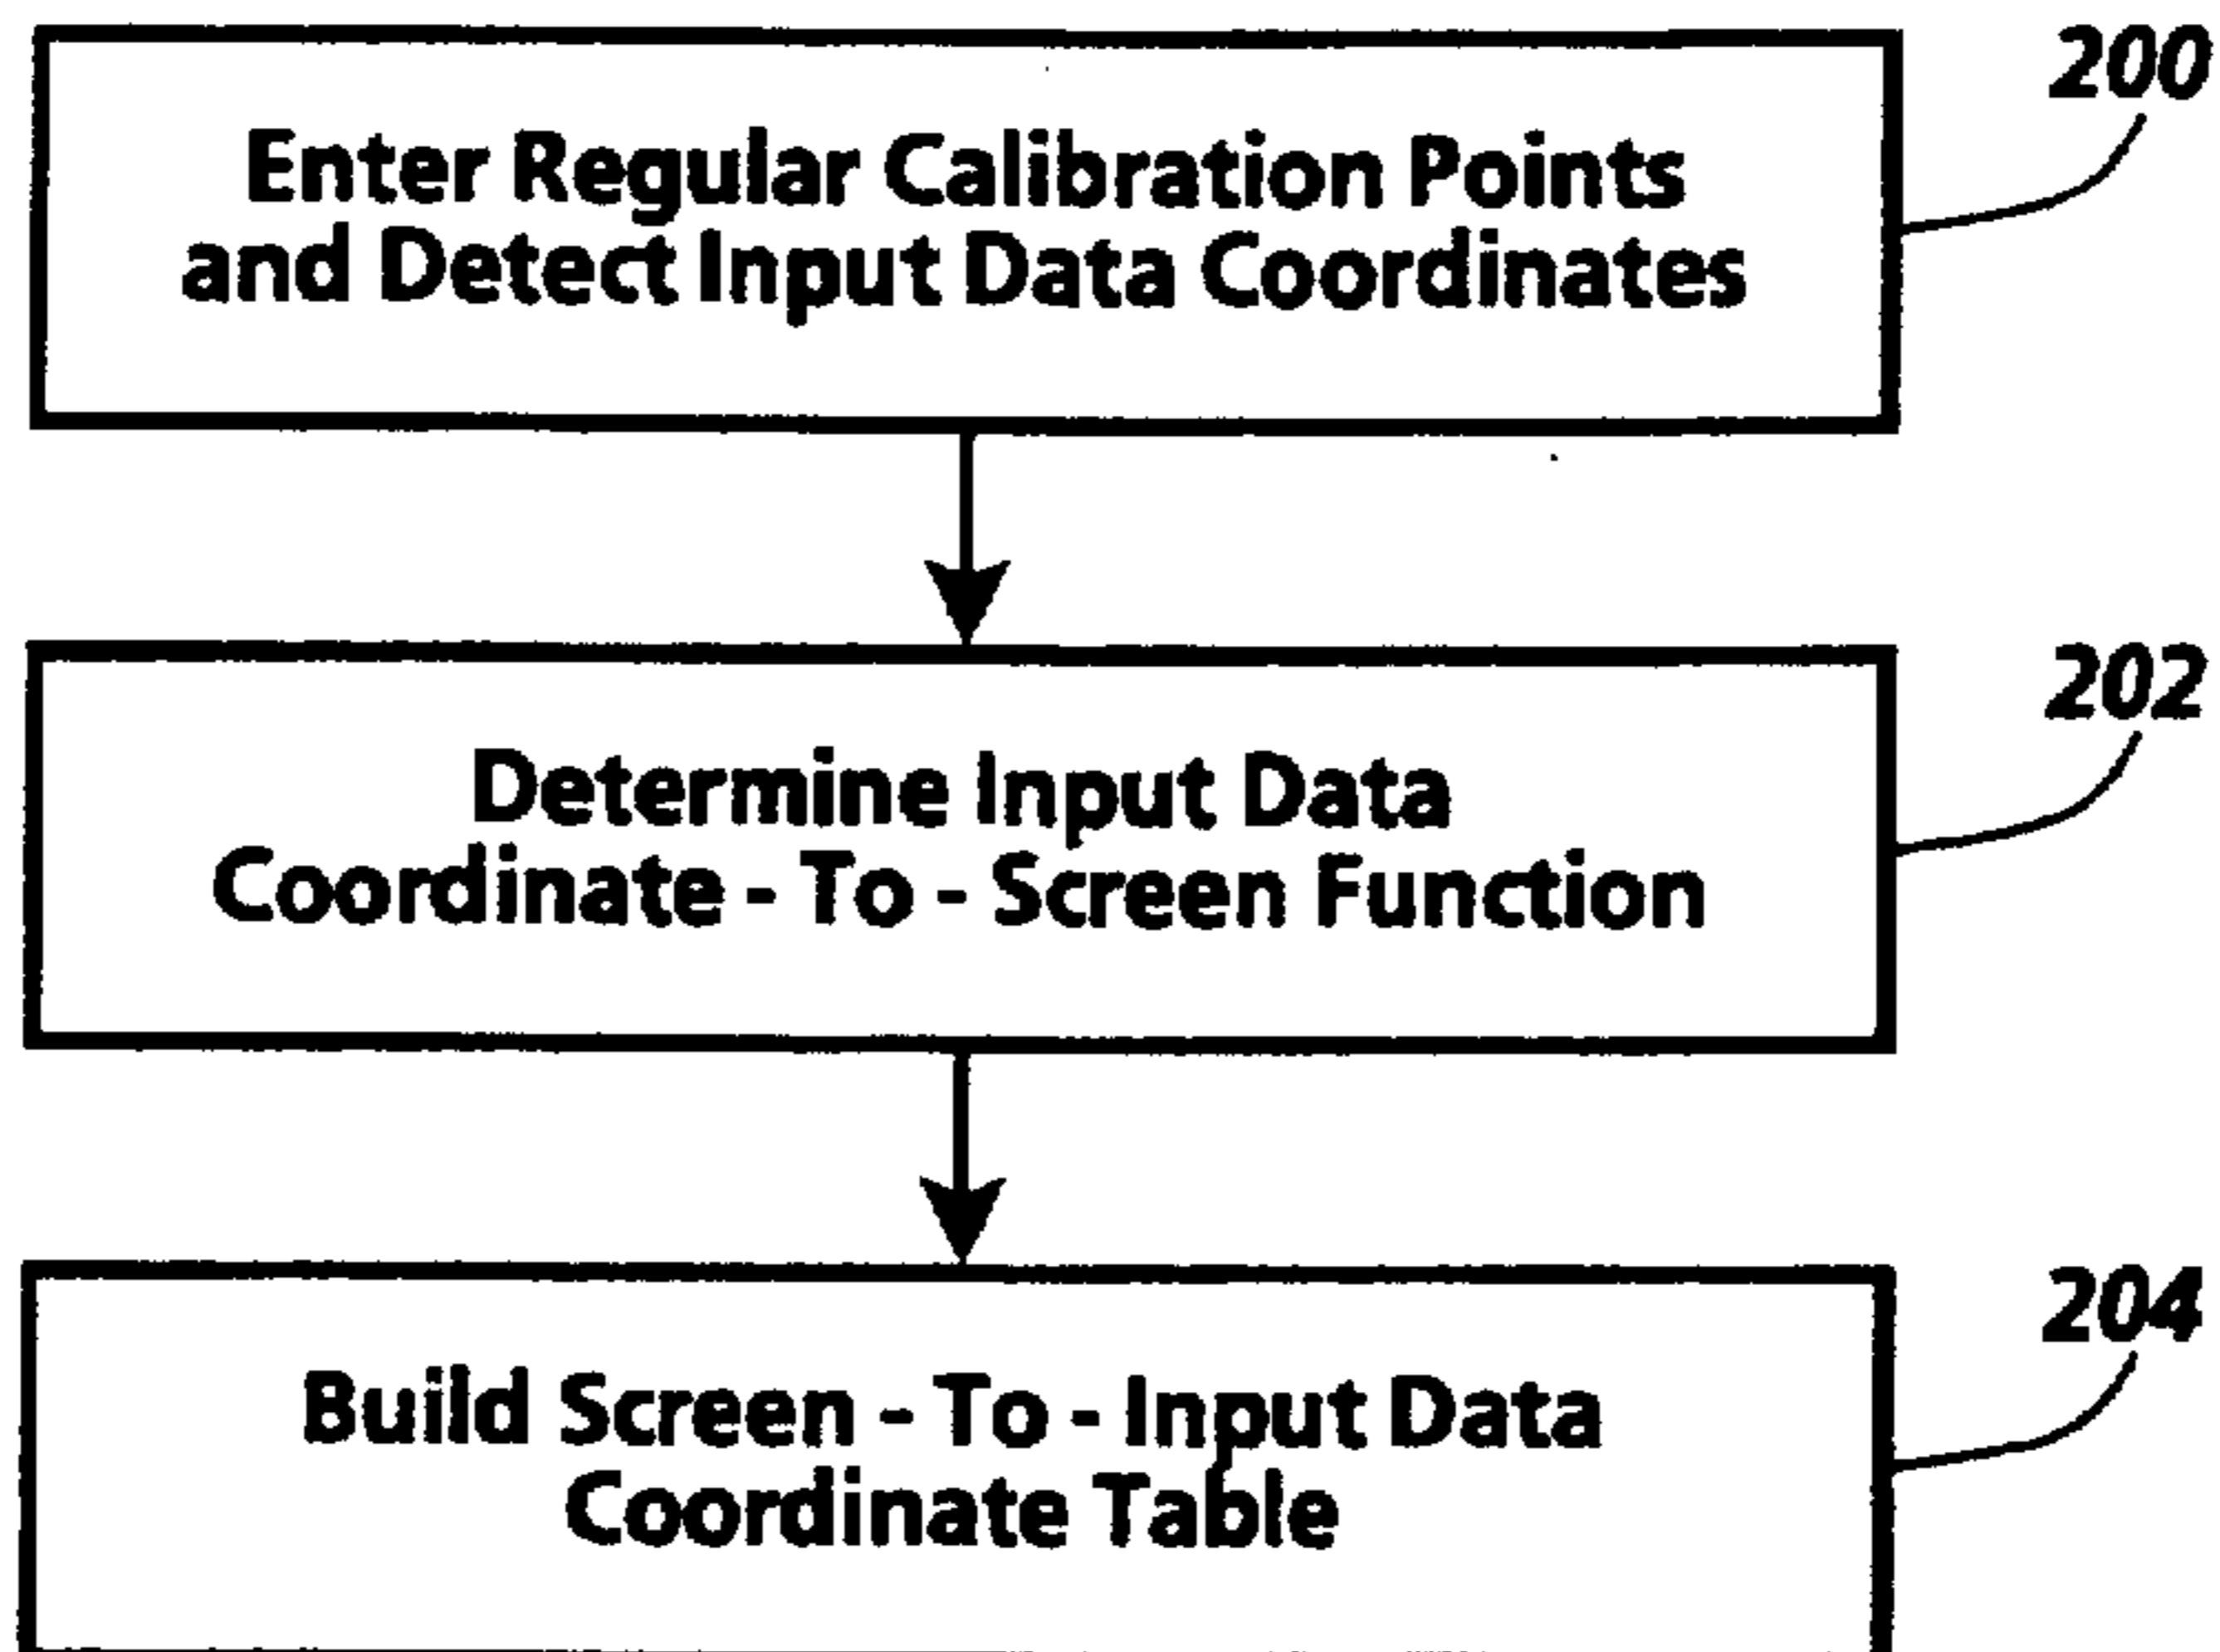 200
Enter Regular Calibration Points
and Detect Input Data Coordinates
202
Determine Input Data
Coordinate - To - Screen Function
204
Build Screen - To - Input Data
Coordinate Table